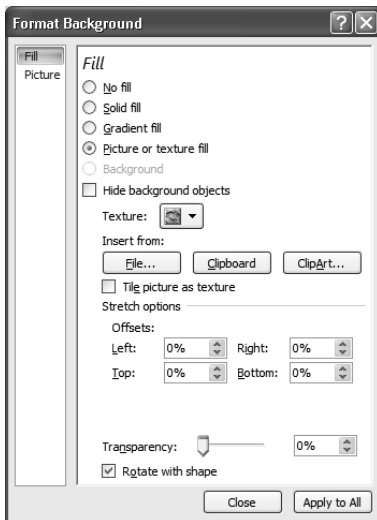 Format Background
Fill
Picture
Fill
No fill
Solid fill
Gradient fill
Picture or texture fill
Background
Hide background objects
Texture:
Insert from:
File... Clipboard ClipArt...
Tile picture as texture
Stretch options
Offsets:
Left: 0% Right: 0%
Top: 0% Bottom: 0%
Transparency: 0%
Rotate with shape
Close Apply to All